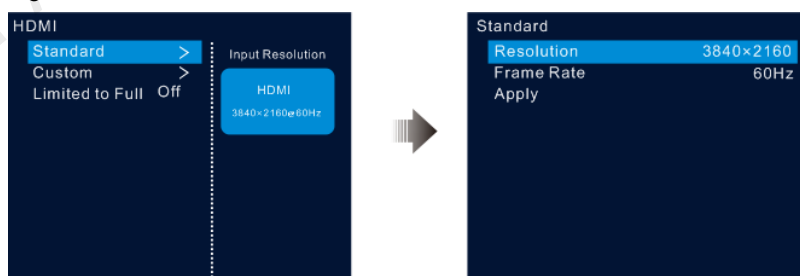 HDMI
Standard >
Custom >
Limited to Full Off
Input Resolution
HDMI
3840×2160@60Hz
Standard
Resolution 3840×2160
Frame Rate 60Hz
Apply